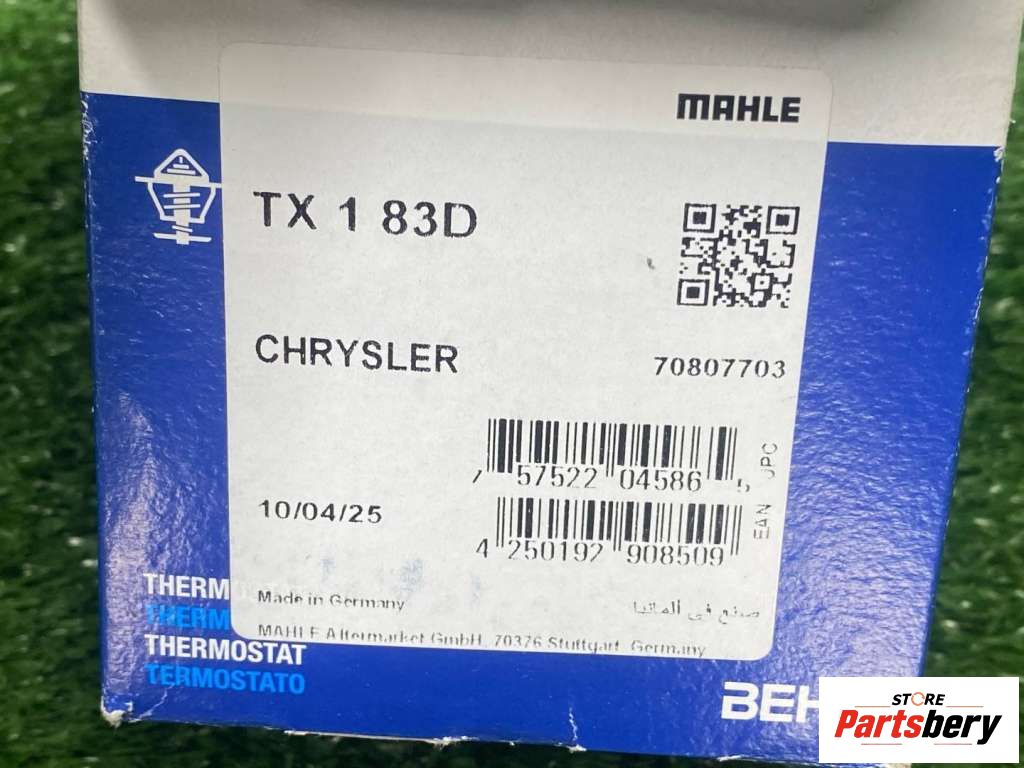 MAHLE
TX 1 83D
CHRYSLER
70807703
7 57522 04586 5
UPC
10/04/25
4 250192 908509
EAN
Made in Germany
صنع في ألمانيا
MAHLE Aftermarket GmbH, 70376 Stuttgart, Germany
THERMOSTAT
THERMOSTAT
TERMOSTATO
STORE
Partsbery